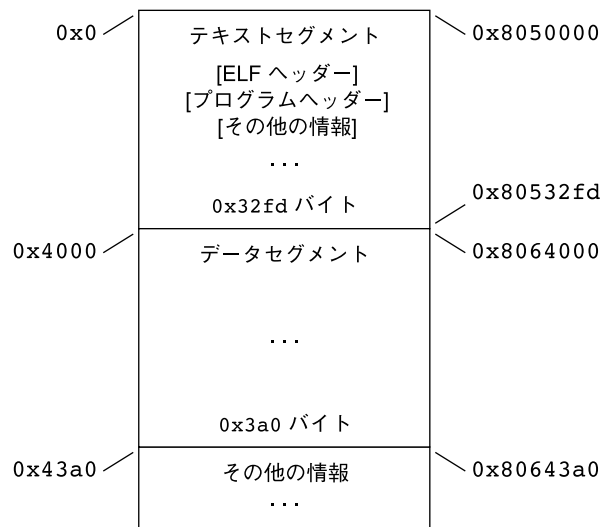 0x0
テキストセグメント
0x8050000
[ELF ヘッダー]
[プログラムヘッダー]
[その他の情報]
...
0x32fd バイト
0x80532fd
0x4000
データセグメント
0x8064000
...
0x3a0 バイト
0x43a0
その他の情報
0x80643a0
...